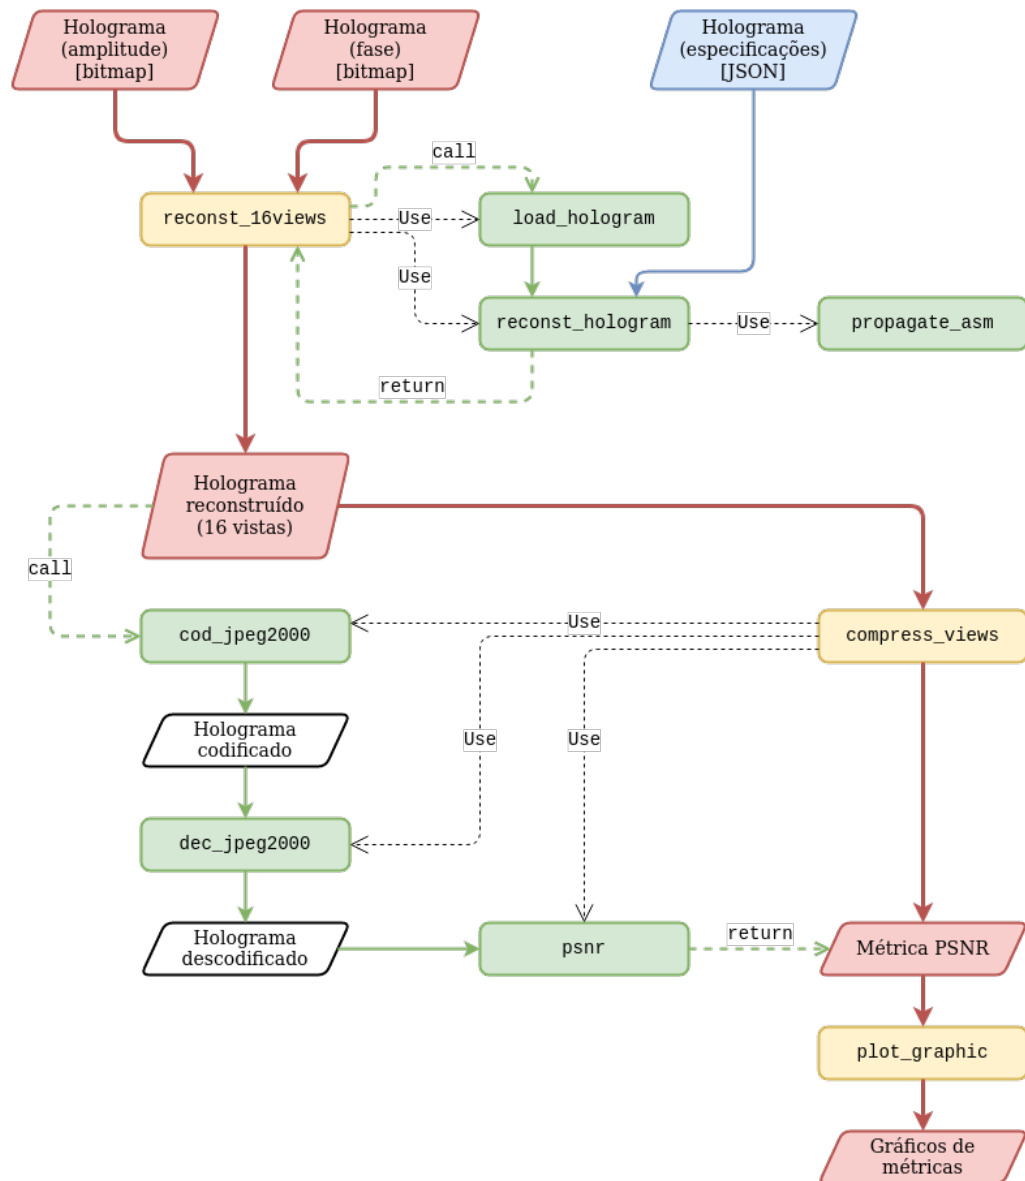 Holograma
(amplitude)
[bitmap]
Holograma
(fase)
[bitmap]
Holograma
(especificações)
[JSON]
call
reconst_16views
Use
load_hologram
Use
reconst_hologram
Use
propagate_asm
return
Holograma
reconstruído
(16 vistas)
call
cod_jpeg2000
Use
compress_views
Holograma
codificado
Use
Use
dec_jpeg2000
Holograma
descodificado
psnr
return
Métrica PSNR
plot_graphic
Gráficos de
métricas